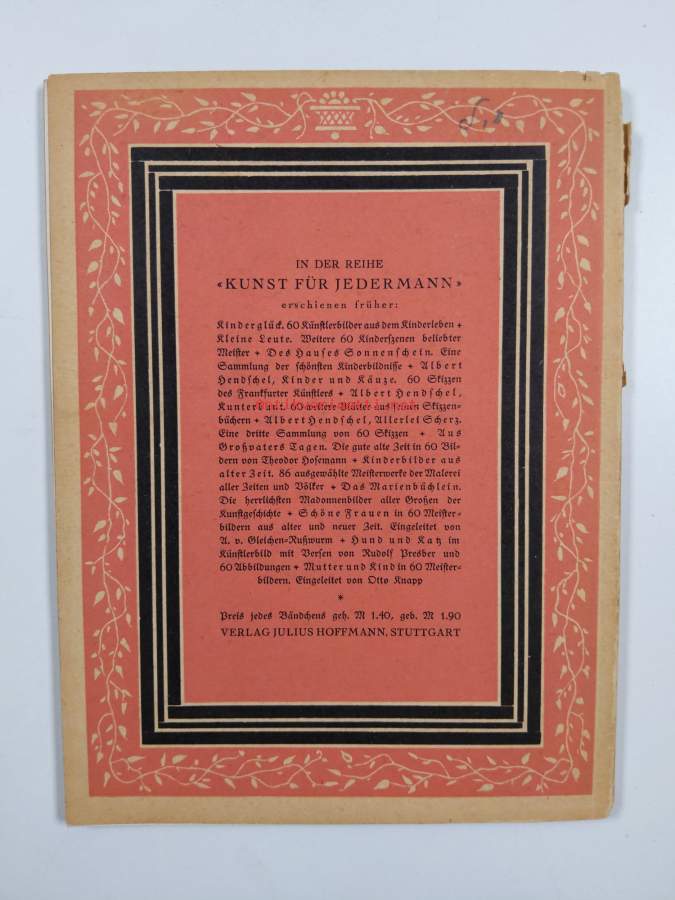 IN DER REIHE
«KUNST FÜR JEDERMANN»
erschienen früher:
Kinderglück. 60 Künstlerbilder aus dem Kinderleben +
Kleine Leute. Weitere 60 Kinderszenen beliebter
Meister + Des Hauses Sonnenschein. Eine
Sammlung der schönsten Kinderbildnisse + Albert
Hendschel, Kinder und Käuze. 60 Skizzen
des Frankfurter Künstlers + Albert Hendschel,
Kunterbunt. 60 weitere Blätter aus seinen Skizzen-
büchern + Albert Hendschel, Allerlei Scherz.
Eine dritte Sammlung von 60 Skizzen + Aus
Großvaters Tagen. Die gute alte Zeit in 60 Bil-
dern von Theodor Hosemann + Kinderbilder aus
alter Zeit. 86 ausgewählte Meisterwerke der Malerei
aller Zeiten und Völker + Das Marienbüchlein.
Die herrlichsten Madonnenbilder aller Großen der
Kunstgeschichte + Schöne Frauen in 60 Meister-
bildern aus alter und neuer Zeit. Eingeleitet von
A. v. Gleichen-Rußwurm + Hund und Katz im
Künstlerbild mit Versen von Rudolf Presber und
60 Abbildungen + Mutter und Kind in 60 Meister-
bildern. Eingeleitet von Otto Knapp
*
Preis jedes Bändchens geh. M 1.40, geb. M 1.90
VERLAG JULIUS HOFFMANN, STUTTGART